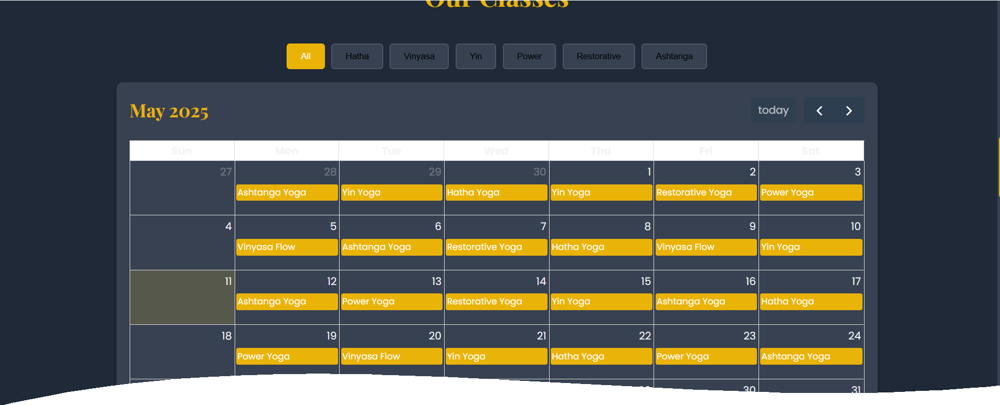 Our Classes
All Hatha Vinyasa Yin Power Restorative Ashtanga
May 2025 today
Sun Mon Tue Wed Thu Fri Sat
27 28 29 30 1 2 3
Ashtanga Yoga Yin Yoga Hatha Yoga Yin Yoga Restorative Yoga Power Yoga
4 5 6 7 8 9 10
Vinyasa Flow Ashtanga Yoga Restorative Yoga Hatha Yoga Vinyasa Flow Yin Yoga
11 12 13 14 15 16 17
Ashtanga Yoga Power Yoga Restorative Yoga Yin Yoga Ashtanga Yoga Hatha Yoga
18 19 20 21 22 23 24
Power Yoga Vinyasa Flow Yin Yoga Hatha Yoga Power Yoga Ashtanga Yoga
30 31